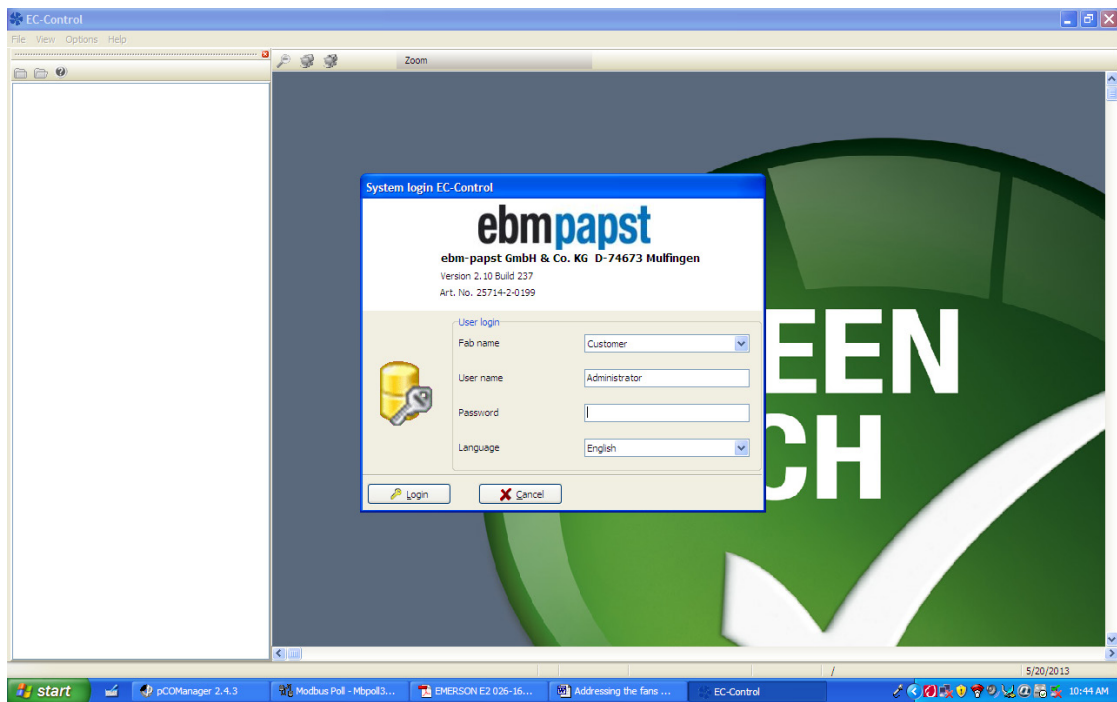 EC-Control
File View Options Help
Zoom
System login EC-Control
ebmpapst
ebm-papst GmbH & Co. KG D-74673 Mulfingen
Version 2.10 Build 237
Art. No. 25714-2-0199
User login
Fab name Customer
User name Administrator
Password
Language English
Login Cancel
EEN
CH
/ 5/20/2013
start pCOManager 2.4.3 Modbus Poll - Mbpoll3... EMERSON E2 026-16... Addressing the fans ... EC-Control 10:44 AM